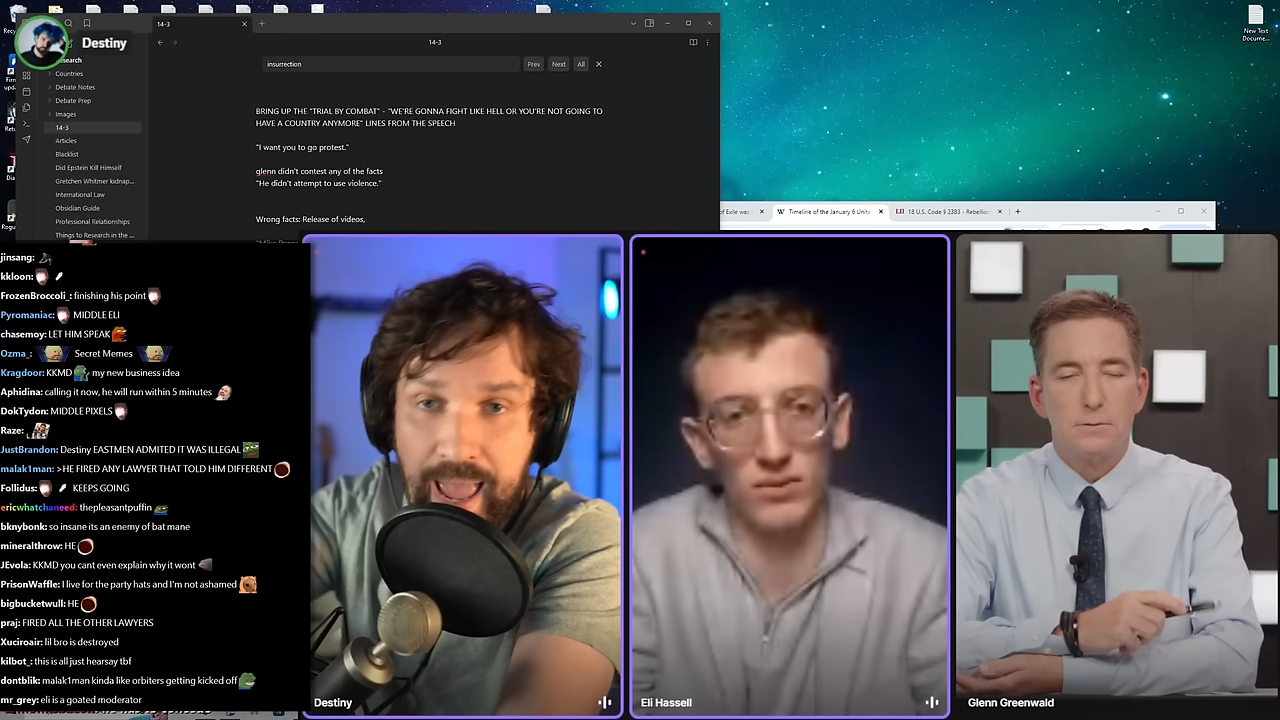 Destiny
14-3
14-3
insurrection
Prev
Next
All
Research
Countries
Debate Notes
Debate Prep
Images
14-3
Articles
Blacklist
Did Epstein Kill Himself
Gretchen Whitmer kidnap...
International Law
Obsidian Guide
Professional Relationships
Things to Research in the ...
BRING UP THE "TRIAL BY COMBAT" - "WE'RE GONNA FIGHT LIKE HELL OR YOU'RE NOT GOING TO
HAVE A COUNTRY ANYMORE" LINES FROM THE SPEECH
"I want you to go protest."
glenn didn't contest any of the facts
"He didn't attempt to use violence."
Wrong facts: Release of videos,
New Text
Docume...
of Exile was
Timeline of the January 6 Unite
18 U.S. Code § 2383 - Rebellio
jinsang:
kkloon:
FrozenBroccoli_: finishing his point
Pyromaniac: MIDDLE ELI
chasemoy: LET HIM SPEAK
Ozma_: Secret Memes
Kragdoor: KKMD my new business idea
Aphidina: calling it now, he will run within 5 minutes
DokTydon: MIDDLE PIXELS
Raze:
JustBrandon: Destiny EASTMEN ADMITED IT WAS ILLEGAL
malak1man: >HE FIRED ANY LAWYER THAT TOLD HIM DIFFERENT
Follidus: KEEPS GOING
ericwhatchaneed: thepleasantpuffin
bknybonk: so insane its an enemy of bat mane
mineralthrow: HE
JEvola: KKMD you cant even explain why it wont
PrisonWaffle: I live for the party hats and I'm not ashamed
bigbucketwull: HE
praj: FIRED ALL THE OTHER LAWYERS
Xuciroair: lil bro is destroyed
kilbot_: this is all just hearsay tbf
dontblik: malak1man kinda like orbiters getting kicked off
mr_grey: eli is a goated moderator
Destiny
Eli Hassell
Glenn Greenwald